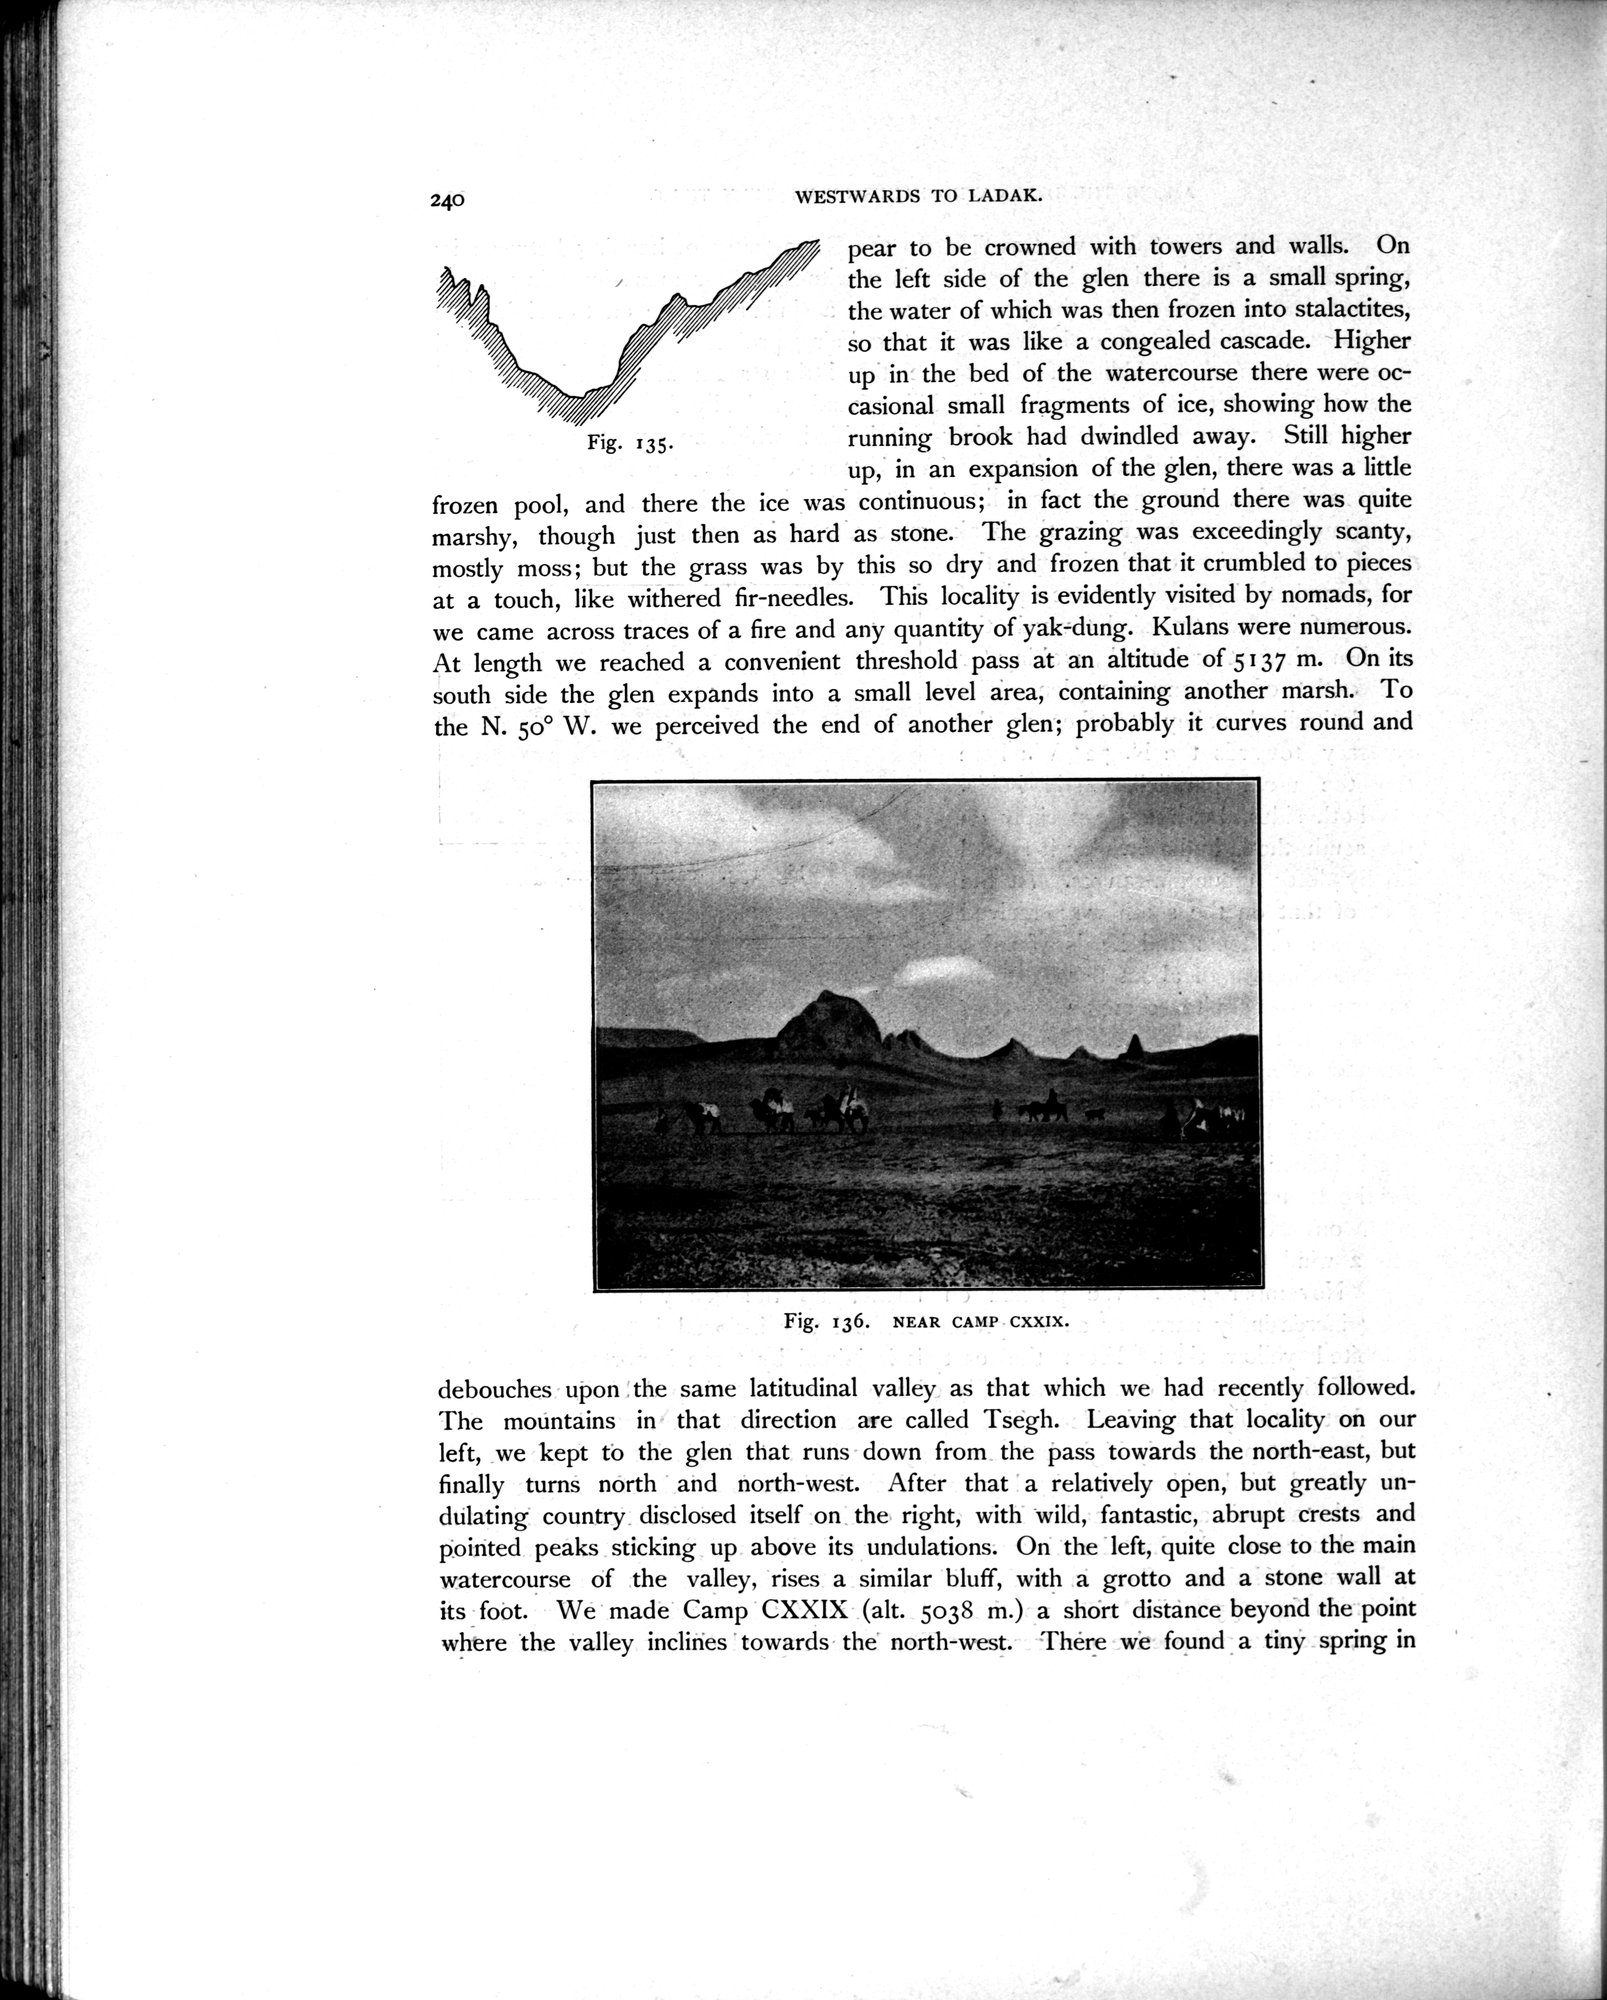 240
WESTWARDS TO LADAK.
pear to be crowned with towers and walls. On
the left side of the glen there is a small spring,
the water of which was then frozen into stalactites,
so that it was like a congealed cascade. Higher
up in the bed of the watercourse there were oc-
casional small fragments of ice, showing how the
running brook had dwindled away. Still higher
up, in an expansion of the glen, there was a little
Fig. 135.
frozen pool, and there the ice was continuous; in fact the ground there was quite
marshy, though just then as hard as stone. The grazing was exceedingly scanty,
mostly moss; but the grass was by this so dry and frozen that it crumbled to pieces
at a touch, like withered fir-needles. This locality is evidently visited by nomads, for
we came across traces of a fire and any quantity of yak-dung. Kulans were numerous.
At length we reached a convenient threshold pass at an altitude of 5137 m. On its
south side the glen expands into a small level area, containing another marsh. To
the N. 50° W. we perceived the end of another glen; probably it curves round and
Fig. 136. NEAR CAMP CXXIX.
debouches upon the same latitudinal valley as that which we had recently followed.
The mountains in that direction are called Tsegh. Leaving that locality on our
left, we kept to the glen that runs down from the pass towards the north-east, but
finally turns north and north-west. After that a relatively open, but greatly un-
dulating country disclosed itself on the right, with wild, fantastic, abrupt crests and
pointed peaks sticking up above its undulations. On the left, quite close to the main
watercourse of the valley, rises a similar bluff, with a grotto and a stone wall at
its foot. We made Camp CXXIX (alt. 5038 m.) a short distance beyond the point
where the valley inclines towards the north-west. There we found a tiny spring in